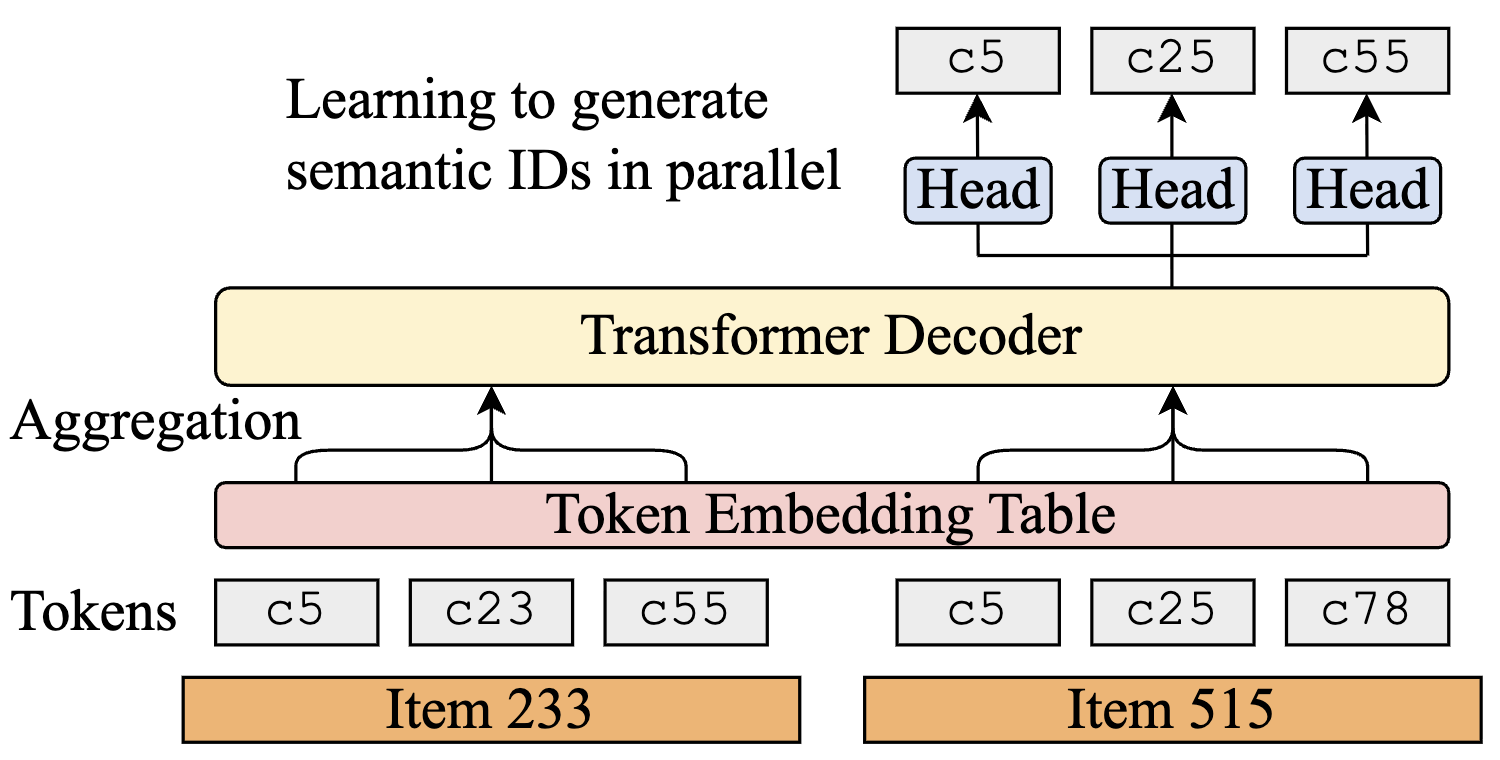 c5 c25 c55
Learning to generate
semantic IDs in parallel
Head Head Head
Transformer Decoder
Aggregation
Token Embedding Table
Tokens c5 c23 c55 c5 c25 c78
Item 233 Item 515